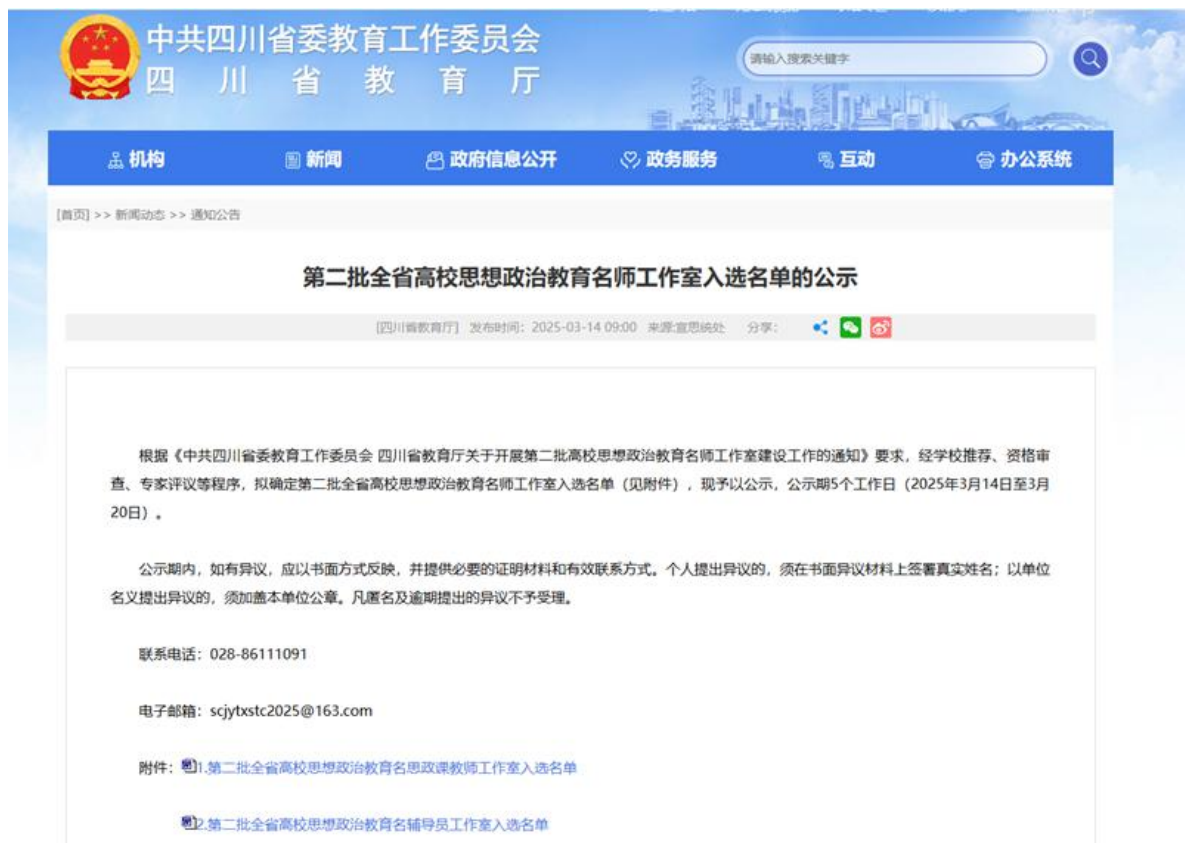 中共四川省委教育工作委员会
四川省教育厅
请输入搜索关键字
机构 新闻 政府信息公开 政务服务 互动 办公系统
[首页] >> 新闻动态 >> 通知公告
第二批全省高校思想政治教育名师工作室入选名单的公示
[四川省教育厅] 发布时间：2025-03-14 09:00 来源:宣思统处 分享：
根据《中共四川省委教育工作委员会 四川省教育厅关于开展第二批高校思想政治教育名师工作室建设工作的通知》要求，经学校推荐、资格审
查、专家评议等程序，拟确定第二批全省高校思想政治教育名师工作室入选名单（见附件），现予以公示，公示期5个工作日（2025年3月14日至3月
20日）。
公示期内，如有异议，应以书面方式反映，并提供必要的证明材料和有效联系方式。个人提出异议的，须在书面异议材料上签署真实姓名；以单位
名义提出异议的，须加盖本单位公章。凡匿名及逾期提出的异议不予受理。
联系电话：028-86111091
电子邮箱：scjytxstc2025@163.com
附件：1.第二批全省高校思想政治教育名思政课教师工作室入选名单
2.第二批全省高校思想政治教育名辅导员工作室入选名单